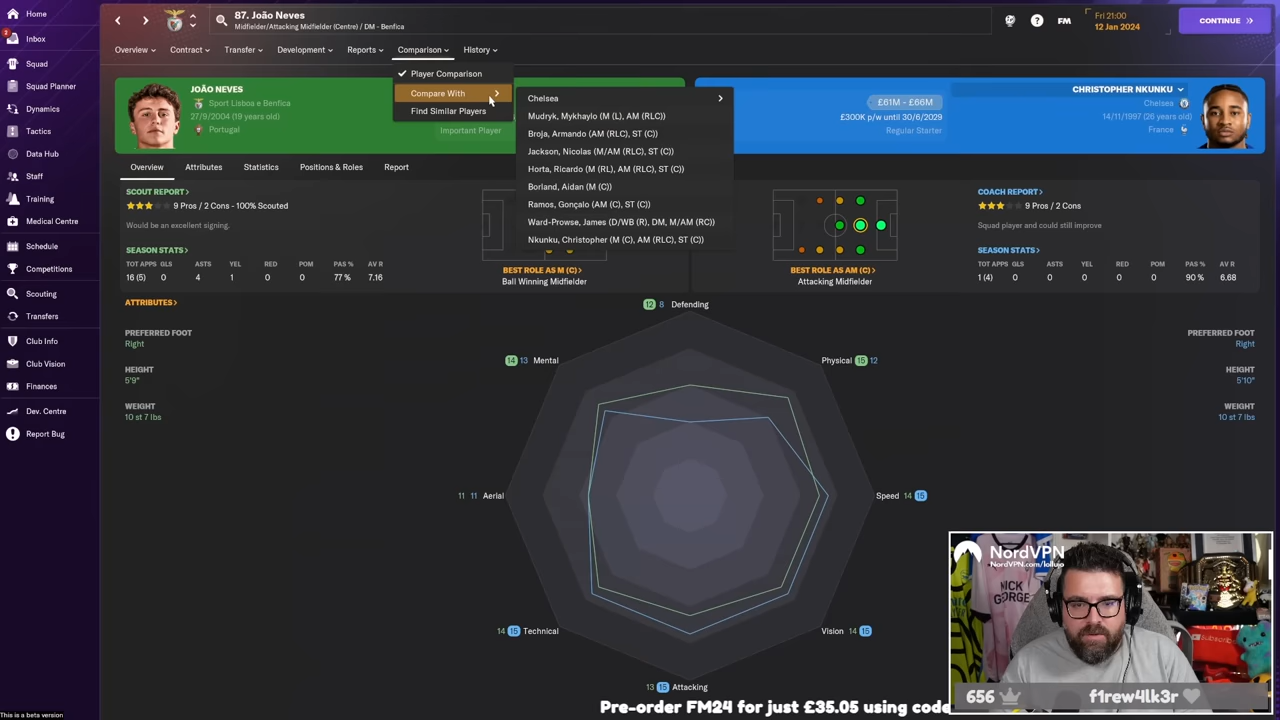 Home
2
Inbox
Squad
Squad Planner
Dynamics
Tactics
Data Hub
Staff
Training
Medical Centre
Schedule
Competitions
Scouting
Transfers
Club Info
Club Vision
Finances
Dev. Centre
Report Bug
This is a beta version
87. João Neves
Midfielder/Attacking Midfielder (Centre) / DM - Benfica
? FM
Fri 21:00
12 Jan 2024
CONTINUE
Overview Contract Transfer Development Reports Comparison History
Player Comparison
Compare With
Find Similar Players
Chelsea
Mudryk, Mykhaylo (M (L), AM (RLC))
Broja, Armando (AM (RLC), ST (C))
Jackson, Nicolas (M/AM (RLC), ST (C))
Horta, Ricardo (M (RL), AM (RLC), ST (C))
Borland, Aidan (M (C))
Ramos, Gonçalo (AM (C), ST (C))
Ward-Prowse, James (D/WB (R), DM, M/AM (RC))
Nkunku, Christopher (M (C), AM (RLC), ST (C))
JOÃO NEVES
Sport Lisboa e Benfica
27/9/2004 (19 years old)
Portugal
Important Player
£61M - £66M
£300K p/w until 30/6/2029
Regular Starter
CHRISTOPHER NKUNKU
Chelsea
14/11/1997 (26 years old)
France
Overview Attributes Statistics Positions & Roles Report
SCOUT REPORT
9 Pros / 2 Cons - 100% Scouted
Would be an excellent signing.
SEASON STATS
TOT APPS GLS ASTS YEL RED POM PAS % AV R
16 (5) 0 4 1 0 0 77 % 7.16
BEST ROLE AS M (C)
Ball Winning Midfielder
BEST ROLE AS AM (C)
Attacking Midfielder
COACH REPORT
9 Pros / 2 Cons
Squad player and could still improve
SEASON STATS
TOT APPS GLS ASTS YEL RED POM PAS % AV R
1 (4) 0 0 0 0 0 90 % 6.68
ATTRIBUTES
PREFERRED FOOT
Right
HEIGHT
5'9"
WEIGHT
10 st 7 lbs
12 8 Defending
14 13 Mental
Physical 15 12
11 11 Aerial
Speed 14 15
14 15 Technical
Vision 14 15
13 15 Attacking
PREFERRED FOOT
Right
HEIGHT
5'10"
WEIGHT
10 st 7 lbs
NordVPN
NordVPN.com/lollujo
NICK
GEORGE
656 f1rew4lk3r
Pre-order FM24 for just £35.05 using code